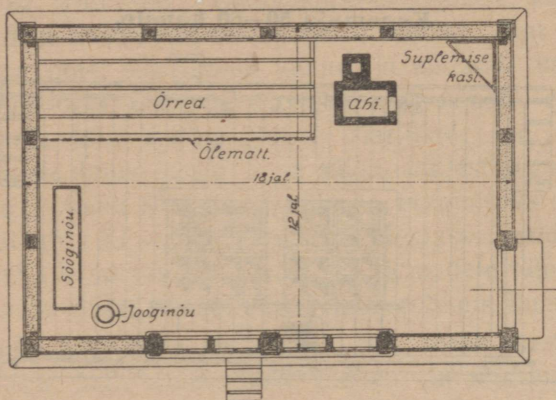 Suplemise
kast.
Õrred.
Ahi.
Õlematt.
18 jal
12 jal
Sööginõu
Jooginõu